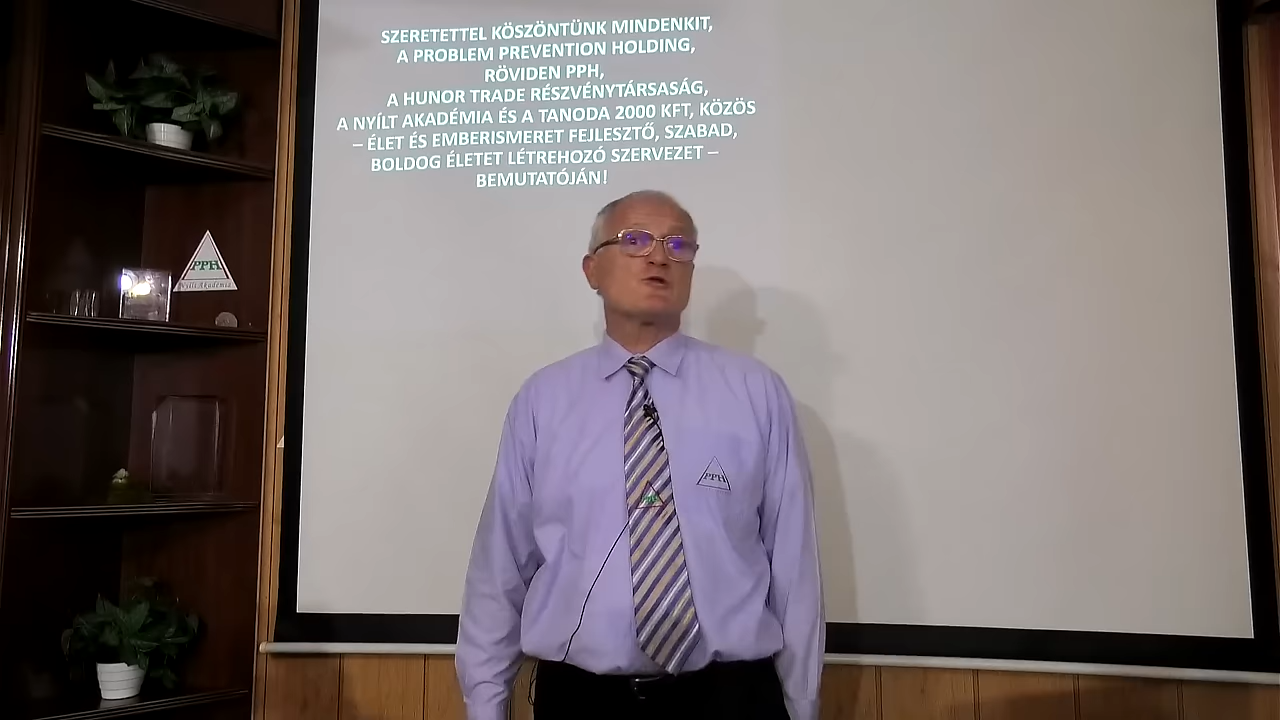 SZERETETTEL KÖSZÖNTÜNK MINDENKIT,
A PROBLEM PREVENTION HOLDING,
RÖVIDEN PPH,
A HUNOR TRADE RÉSZVÉNYTÁRSASÁG,
A NYÍLT AKADÉMIA ÉS A TANODA 2000 KFT, KÖZÖS
– ÉLET ÉS EMBERISMERET FEJLESZTŐ, SZABAD,
BOLDOG ÉLETET LÉTREHOZÓ SZERVEZET –
BEMUTATÓJÁN!
PPH
Nyílt Akadémia
PPH